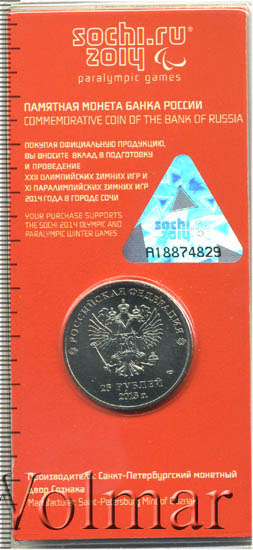 sochi.ru
2014
paralympic games
ПАМЯТНАЯ МОНЕТА БАНКА РОССИИ
COMMEMORATIVE COIN OF THE BANK OF RUSSIA
ПОКУПАЯ ОФИЦИАЛЬНУЮ ПРОДУКЦИЮ,
ВЫ ВНОСИТЕ ВКЛАД В ПОДГОТОВКУ
И ПРОВЕДЕНИЕ
XXII ОЛИМПИЙСКИХ ЗИМНИХ ИГР И
XI ПАРАЛИМПИЙСКИХ ЗИМНИХ ИГР
2014 ГОДА В ГОРОДЕ СОЧИ
YOUR PURCHASE SUPPORTS
THE SOCHI 2014 OLYMPIC AND
PARALYMPIC WINTER GAMES
sochi.ru
A18874829
РОССИЙСКАЯ ФЕДЕРАЦИЯ
25 РУБЛЕЙ
2013 г.
Производитель: Санкт-Петербургский монетный
двор Гознака
Manufacturer: Saint-Petersburg Mint of Goznak
Volmar